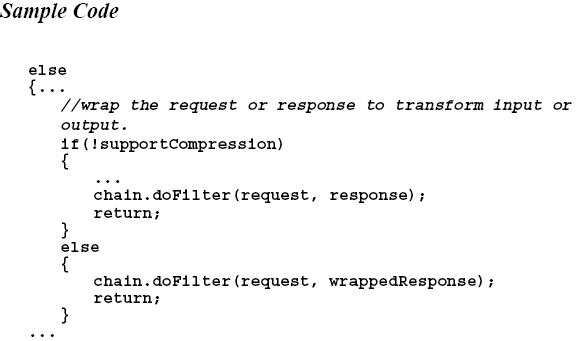 Sample Code
else
{...
//wrap the request or response to transform input or
output.
if(!supportCompression)
{
...
chain.doFilter(request, response);
return;
}
else
{
chain.doFilter(request, wrappedResponse);
return;
}
...